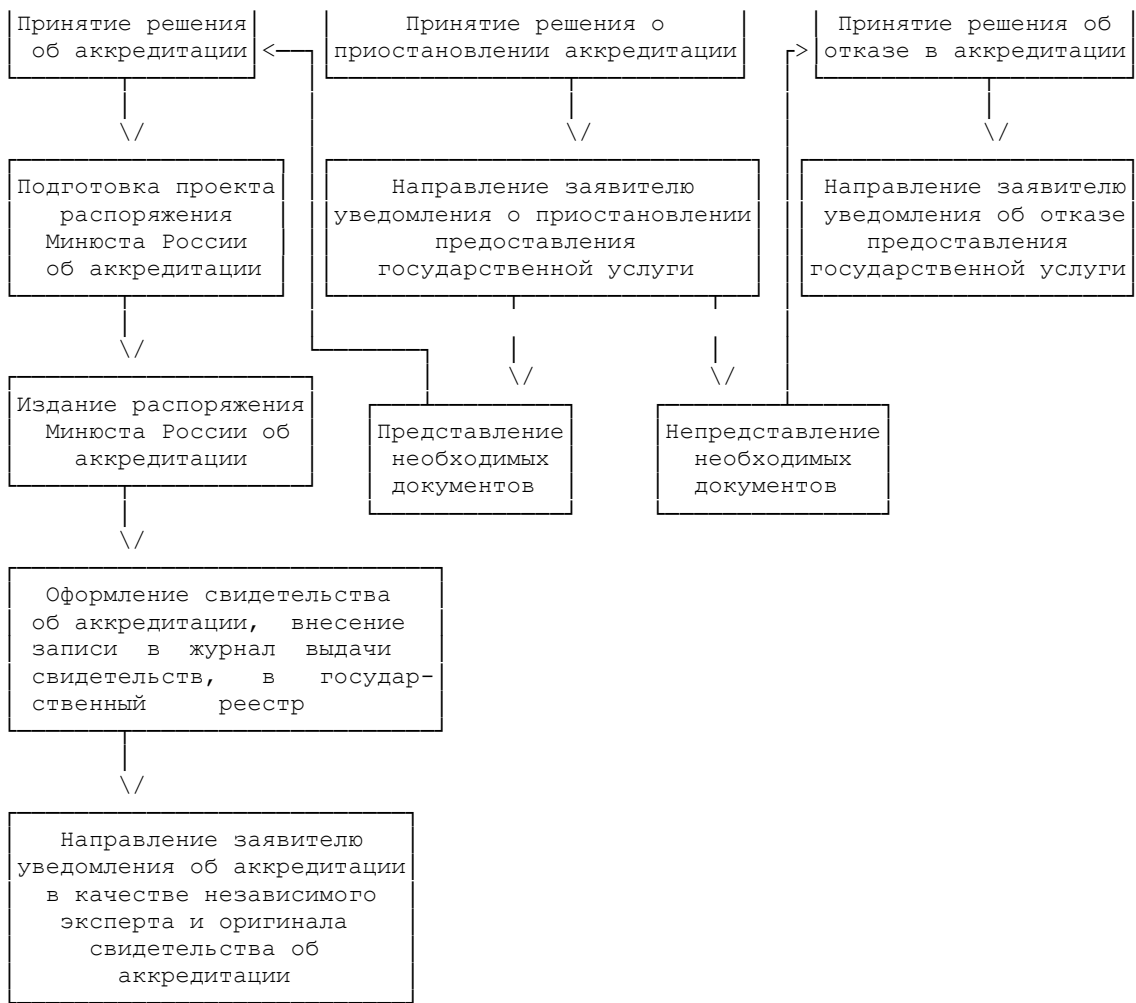 Принятие решения
об аккредитации
Принятие решения о
приостановлении аккредитации
Принятие решения об
отказе в аккредитации
Подготовка проекта
распоряжения
Минюста России
об аккредитации
Направление заявителю
уведомления о приостановлении
предоставления
государственной услуги
Направление заявителю
уведомления об отказе
предоставления
государственной услуги
Издание распоряжения
Минюста России об
аккредитации
Представление
необходимых
документов
Непредставление
необходимых
документов
Оформление свидетельства
об аккредитации, внесение
записи в журнал выдачи
свидетельств, в государ-
ственный реестр
Направление заявителю
уведомления об аккредитации
в качестве независимого
эксперта и оригинала
свидетельства об
аккредитации